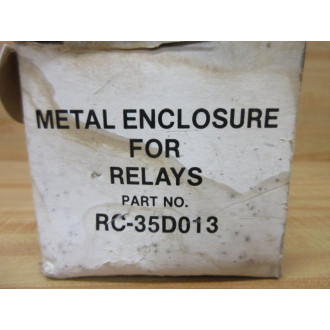 METAL ENCLOSURE
FOR
RELAYS
PART NO.
RC-35D013